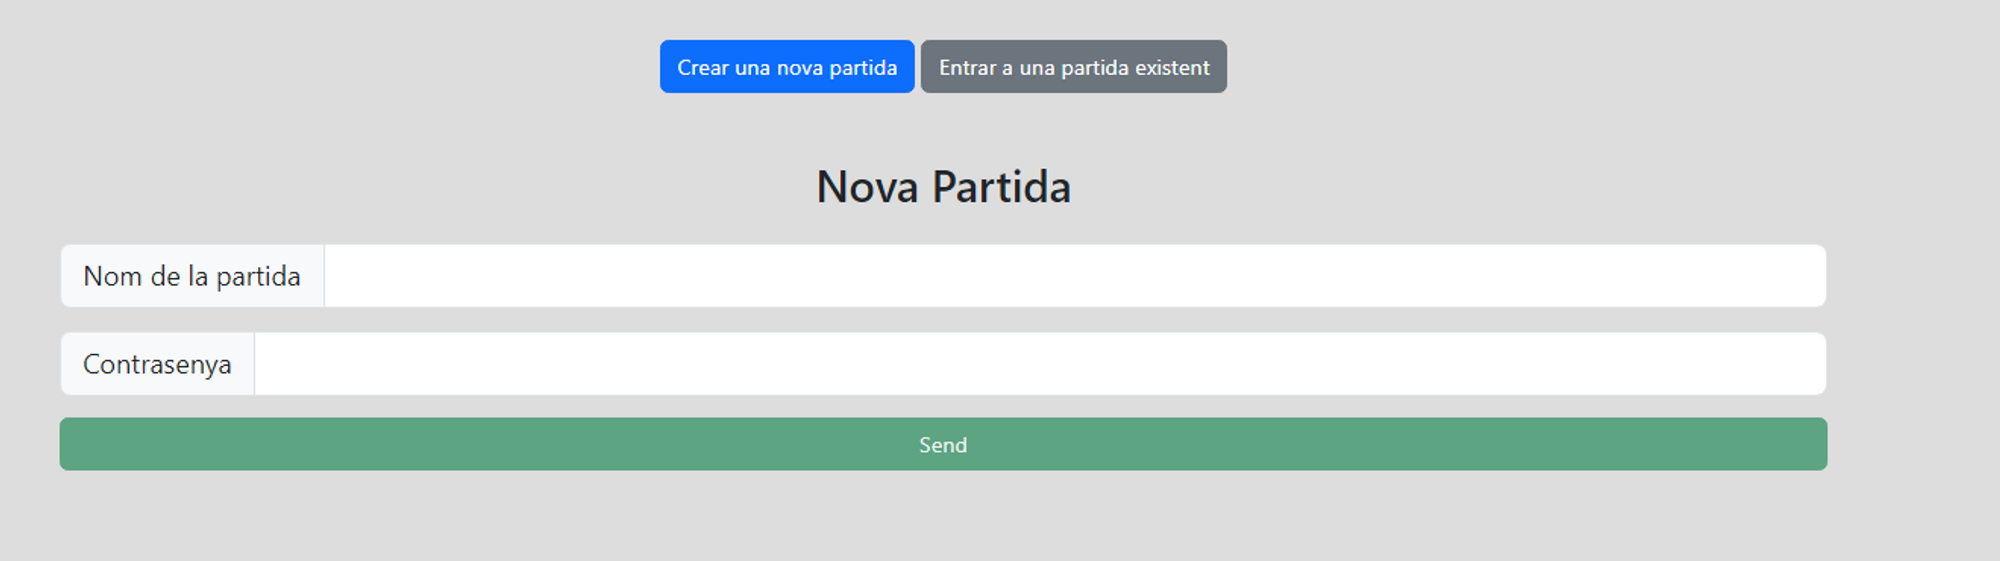 Crear una nova partida Entrar a una partida existent
Nova Partida
Nom de la partida
Contrasenya
Send